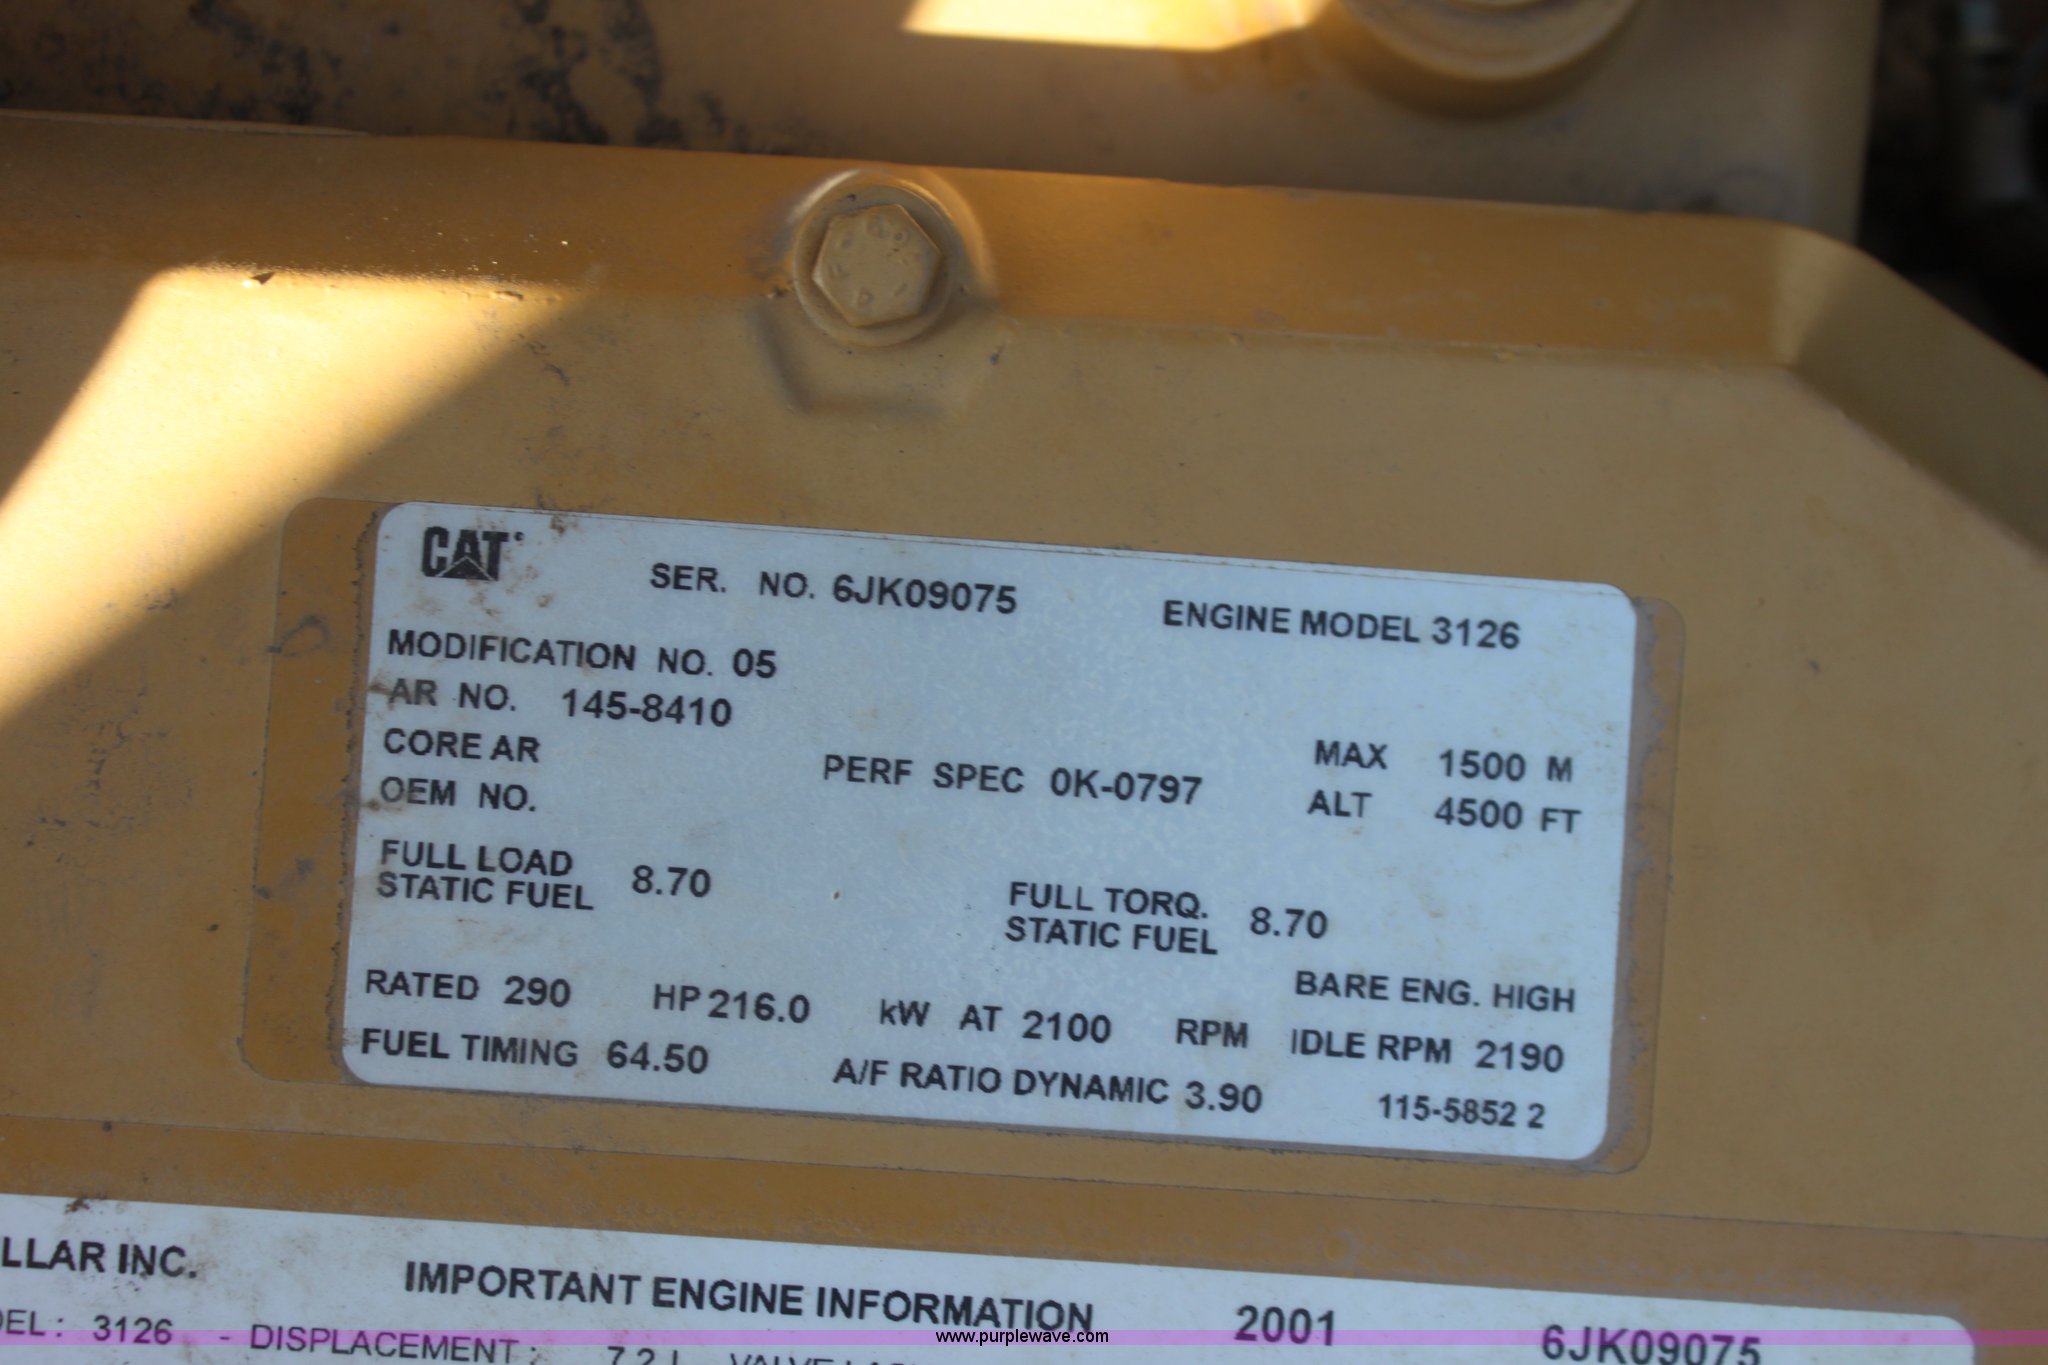 CAT
SER. NO. 6JK09075 ENGINE MODEL 3126
MODIFICATION NO. 05
AR NO. 145-8410
CORE AR PERF SPEC 0K-0797 MAX 1500 M
OEM NO. ALT 4500 FT
FULL LOAD 8.70 FULL TORQ. 8.70
STATIC FUEL STATIC FUEL
RATED 290 HP 216.0 kW AT 2100 RPM BARE ENG. HIGH
IDLE RPM 2190
FUEL TIMING 64.50 A/F RATIO DYNAMIC 3.90 115-5852 2
LLAR INC. IMPORTANT ENGINE INFORMATION 2001 6JK09075
DEL: 3126 - DISPLACEMENT: 7.2 L
www.purplewave.com